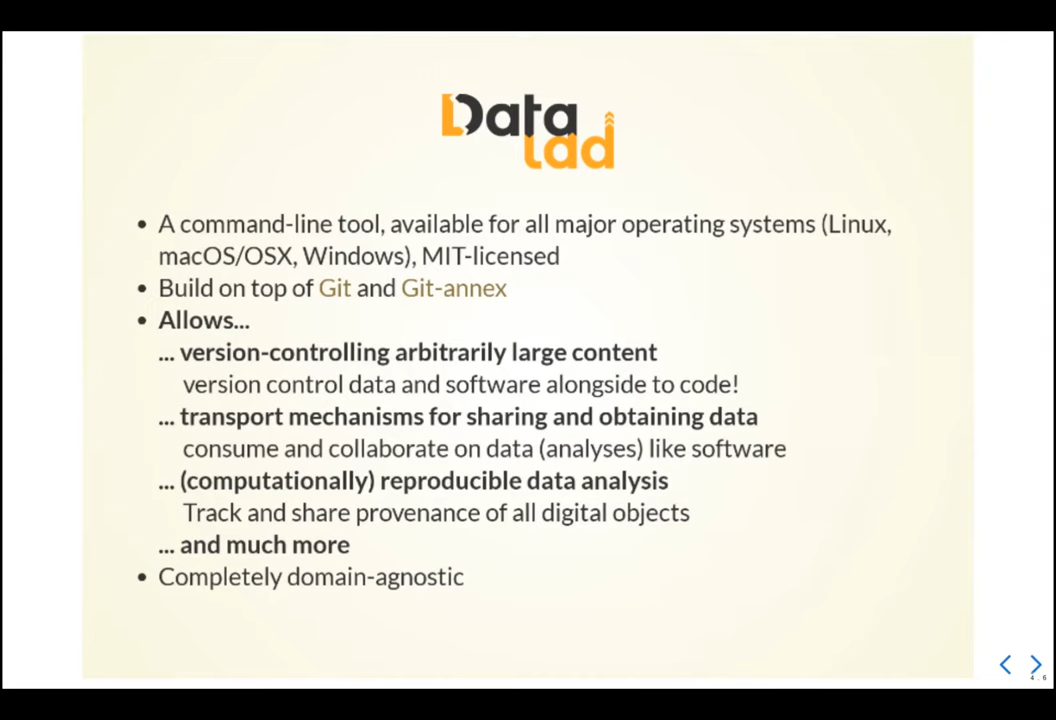 Data
lad
• A command-line tool, available for all major operating systems (Linux,
macOS/OSX, Windows), MIT-licensed
• Build on top of Git and Git-annex
• Allows...
... version-controlling arbitrarily large content
version control data and software alongside to code!
... transport mechanisms for sharing and obtaining data
consume and collaborate on data (analyses) like software
... (computationally) reproducible data analysis
Track and share provenance of all digital objects
... and much more
• Completely domain-agnostic
4 . 6